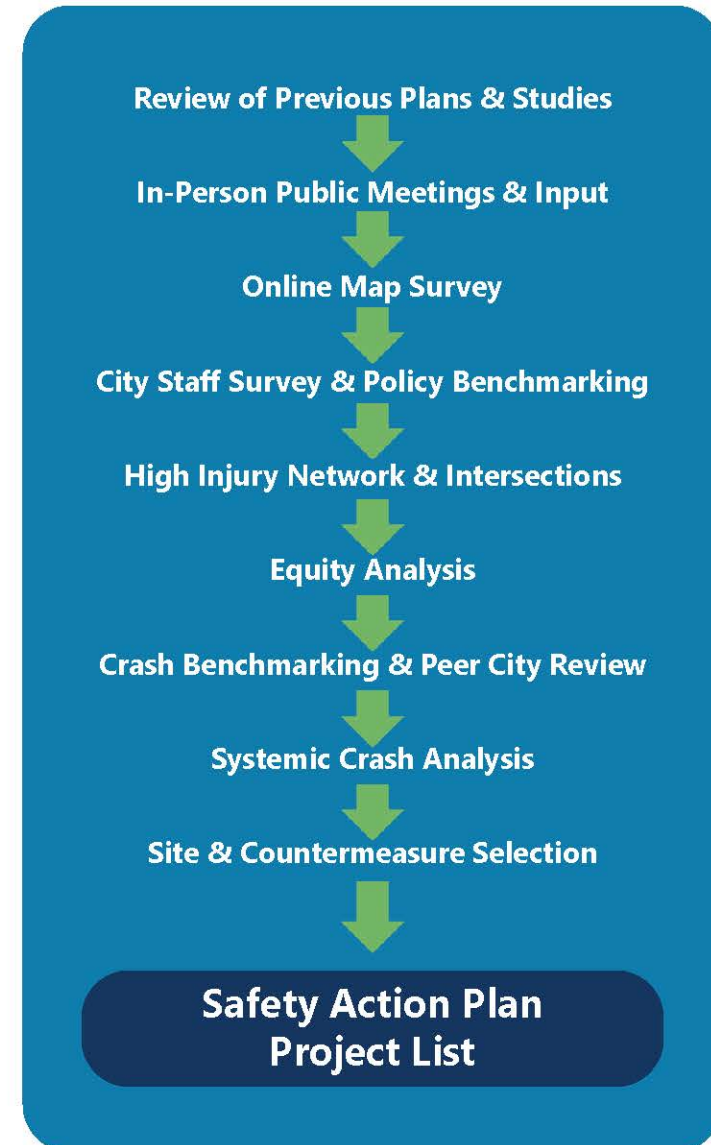 Review of Previous Plans & Studies
In-Person Public Meetings & Input
Online Map Survey
City Staff Survey & Policy Benchmarking
High Injury Network & Intersections
Equity Analysis
Crash Benchmarking & Peer City Review
Systemic Crash Analysis
Site & Countermeasure Selection
Safety Action Plan
Project List